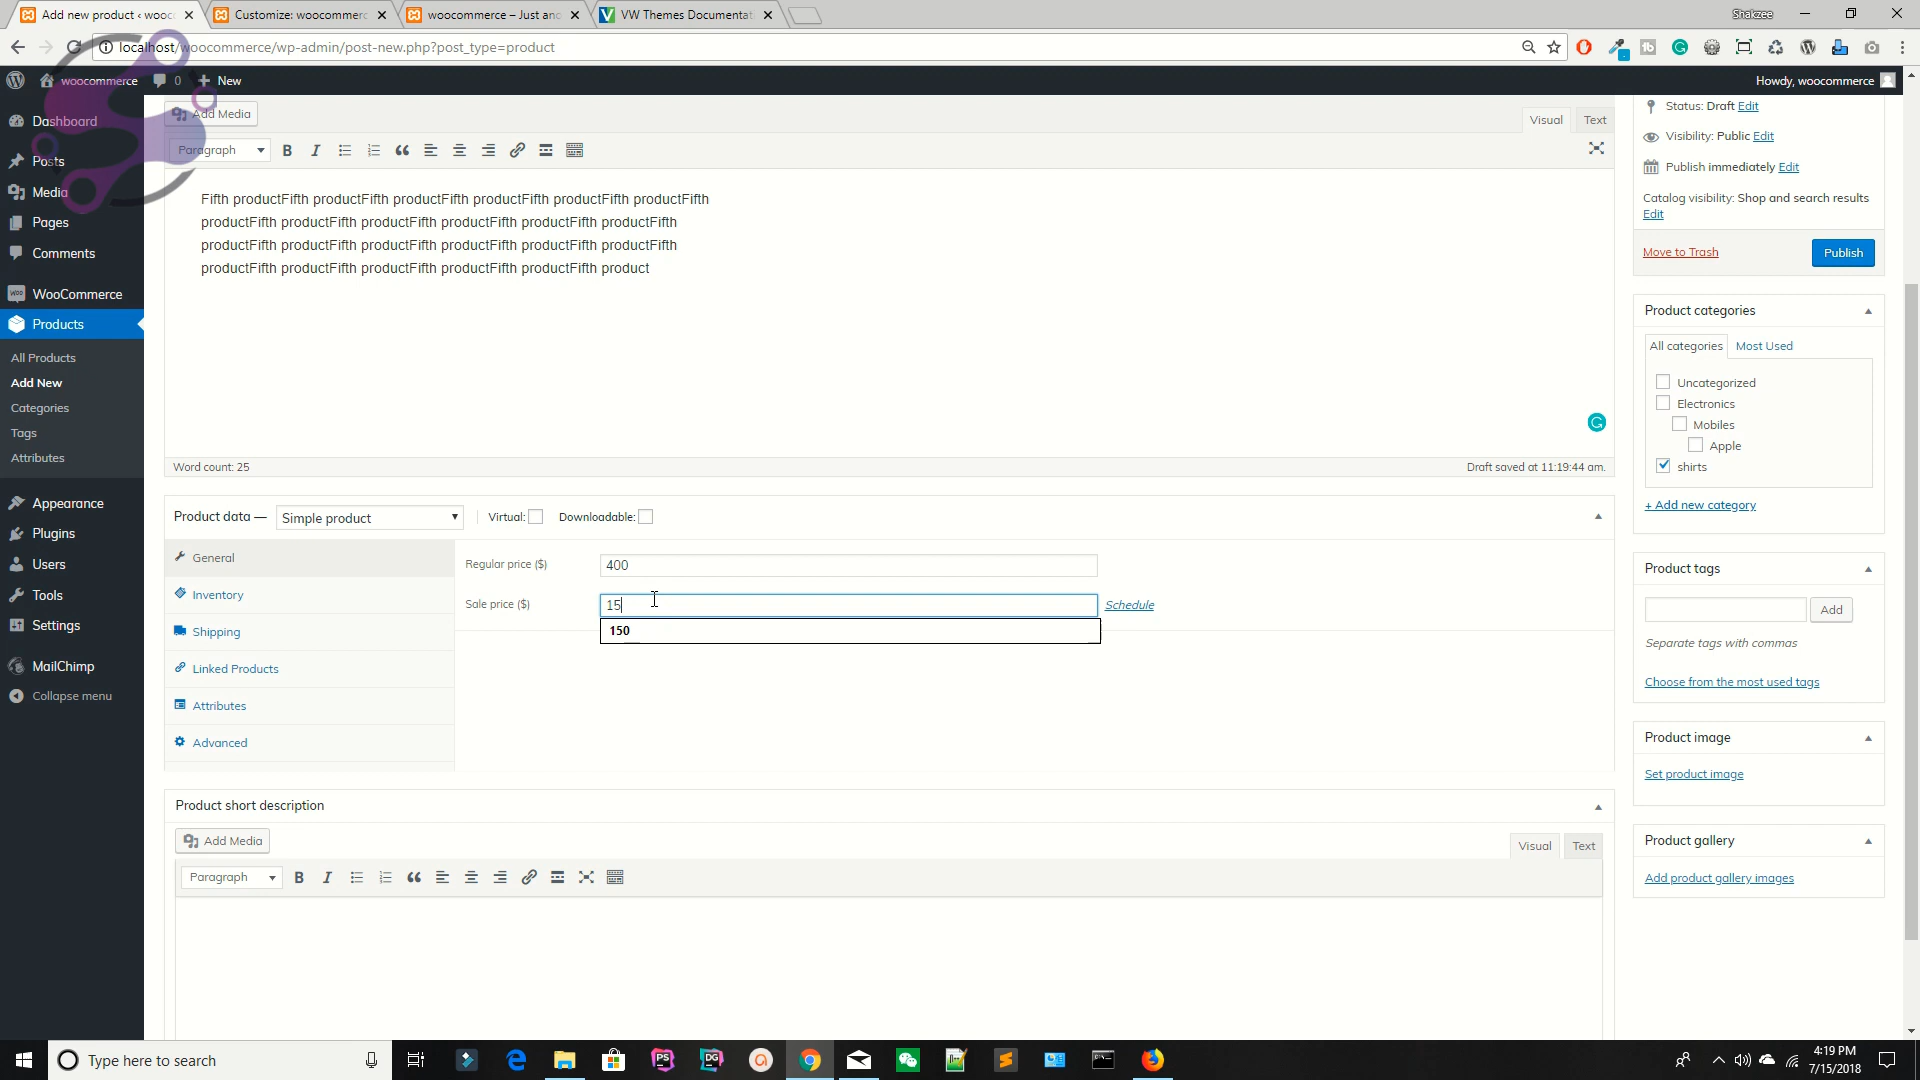 Add new product ‹ wooc
Customize: woocommerc
woocommerce – Just an
VW Themes Documentat
Shakzee
localhost/woocommerce/wp-admin/post-new.php?post_type=product
woocommerce
0
New
Howdy, woocommerce
Dashboard
Posts
Media
Pages
Comments
WooCommerce
Products
All Products
Add New
Categories
Tags
Attributes
Appearance
Plugins
Users
Tools
Settings
MailChimp
Collapse menu
Add Media
Visual
Text
Paragraph
Fifth productFifth productFifth productFifth productFifth productFifth productFifth
productFifth productFifth productFifth productFifth productFifth productFifth
productFifth productFifth productFifth productFifth productFifth productFifth
productFifth productFifth productFifth productFifth productFifth product
Word count: 25
Draft saved at 11:19:44 am.
Product data —
Simple product
Virtual:
Downloadable:
General
Inventory
Shipping
Linked Products
Attributes
Advanced
Regular price ($)
400
Sale price ($)
15
Schedule
150
Product short description
Add Media
Visual
Text
Paragraph
Status: Draft Edit
Visibility: Public Edit
Publish immediately Edit
Catalog visibility: Shop and search results
Edit
Move to Trash
Publish
Product categories
All categories
Most Used
Uncategorized
Electronics
Mobiles
Apple
shirts
+ Add new category
Product tags
Add
Separate tags with commas
Choose from the most used tags
Product image
Set product image
Product gallery
Add product gallery images
Type here to search
4:19 PM
7/15/2018